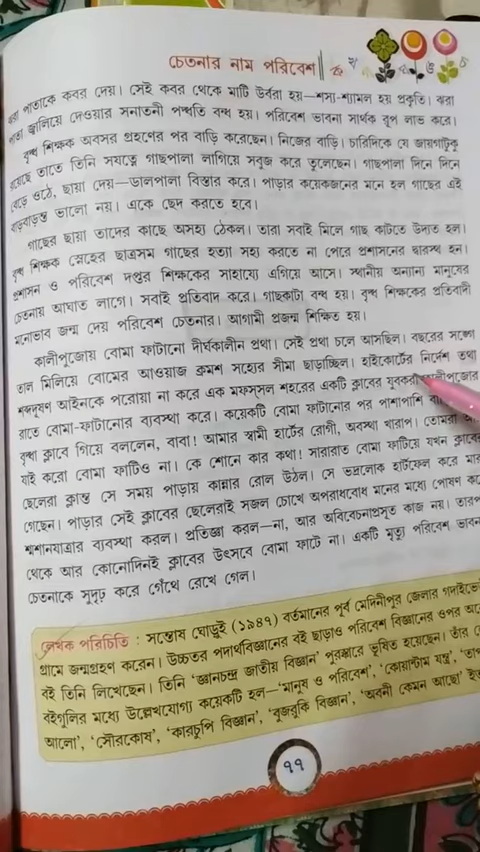 চেতনার নাম পরিবেশ
ঝরা পাতাকে কবর দেয়। সেই কবর থেকে মাটি উর্বরা হয়—শস্য-শ্যামল হয় প্রকৃতি। ঝরা
পাতা জ্বালিয়ে দেওয়ার সনাতনী পদ্ধতি বন্ধ হয়। পরিবেশ ভাবনা সার্থক রূপ লাভ করে।
বৃদ্ধ শিক্ষক অবসর গ্রহণের পর বাড়ি করেছেন। নিজের বাড়ি। চারিদিকে যে জায়গাটুকু
রয়েছে তাতে তিনি সযত্নে গাছপালা লাগিয়ে সবুজ করে তুলেছেন। গাছপালা দিনে দিনে
বেড়ে ওঠে, ছায়া দেয়—ডালপালা বিস্তার করে। পাড়ার কয়েকজনের মনে হল গাছের এই
বাড়বাড়ন্ত ভালো নয়। একে ছেদ করতে হবে।
গাছের ছায়া তাদের কাছে অসহ্য ঠেকল। তারা সবাই মিলে গাছ কাটতে উদ্যত হল।
বৃদ্ধ শিক্ষক স্নেহের ছাত্রসম গাছের হত্যা সহ্য করতে না পেরে প্রশাসনের দ্বারস্থ হন।
প্রশাসন ও পরিবেশ দপ্তর শিক্ষকের সাহায্যে এগিয়ে আসে। স্থানীয় অন্যান্য মানুষের
চেতনায় আঘাত লাগে। সবাই প্রতিবাদ করে। গাছকাটা বন্ধ হয়। বৃদ্ধ শিক্ষকের প্রতিবাদী
মনোভাব জন্ম দেয় পরিবেশ চেতনার। আগামী প্রজন্ম শিক্ষিত হয়।
কালীপুজোয় বোমা ফাটানো দীর্ঘকালীন প্রথা। সেই প্রথা চলে আসছিল। বছরের সঙ্গে
তাল মিলিয়ে বোমের আওয়াজ ক্রমশ সহ্যের সীমা ছাড়াচ্ছিল। হাইকোর্টের নির্দেশ তথা
শব্দদূষণ আইনকে পরোয়া না করে এক মফস্সল শহরের একটি ক্লাবের যুবকরা কালীপুজোর
রাতে বোমা-ফাটানোর ব্যবস্থা করে। কয়েকটি বোমা ফাটানোর পর পাশাপাশি
বৃদ্ধা ক্লাবে গিয়ে বললেন, বাবা! আমার স্বামী হার্টের রোগী, অবস্থা খারাপ। তোমরা
যাই করো বোমা ফাটিও না। কে শোনে কার কথা! সারারাত বোমা ফাটিয়ে যখন ক্লাবের
ছেলেরা ক্লান্ত সে সময় পাড়ায় কান্নার রোল উঠল। সে ভদ্রলোক হার্টফেল করে মারা
গেছেন। পাড়ার সেই ক্লাবের ছেলেরাই সজল চোখে অপরাধবোধ মনের মধ্যে পোষণ করে
শ্মশানযাত্রার ব্যবস্থা করল। প্রতিজ্ঞা করল—না, আর অবিবেচনাপ্রসূত কাজ নয়। তারপর
থেকে আর কোনোদিনই ক্লাবের উৎসবে বোমা ফাটে না। একটি মৃত্যু পরিবেশ ভাবনা
চেতনাকে সুদৃঢ় করে গেঁথে রেখে গেল।
লেখক পরিচিতি : সন্তোষ ঘোড়ুই (১৯৪৭) বর্তমানের পূর্ব মেদিনীপুর জেলার
গ্রামে জন্মগ্রহণ করেন। উচ্চতর পদার্থবিজ্ঞানের বই ছাড়াও পরিবেশ বিজ্ঞানের ওপর
বই তিনি লিখেছেন। তিনি 'জ্ঞানচন্দ্র জাতীয় বিজ্ঞান' পুরস্কারে ভূষিত হয়েছেন। তাঁর
বইগুলির মধ্যে উল্লেখযোগ্য কয়েকটি হল—'মানুষ ও পরিবেশ', 'কোয়ান্টাম যন্ত্র',
আলো', 'সৌরকোষ', 'কারচুপি বিজ্ঞান', 'বুজরুকি বিজ্ঞান', 'অবনী কেমন আছো'
৭৭